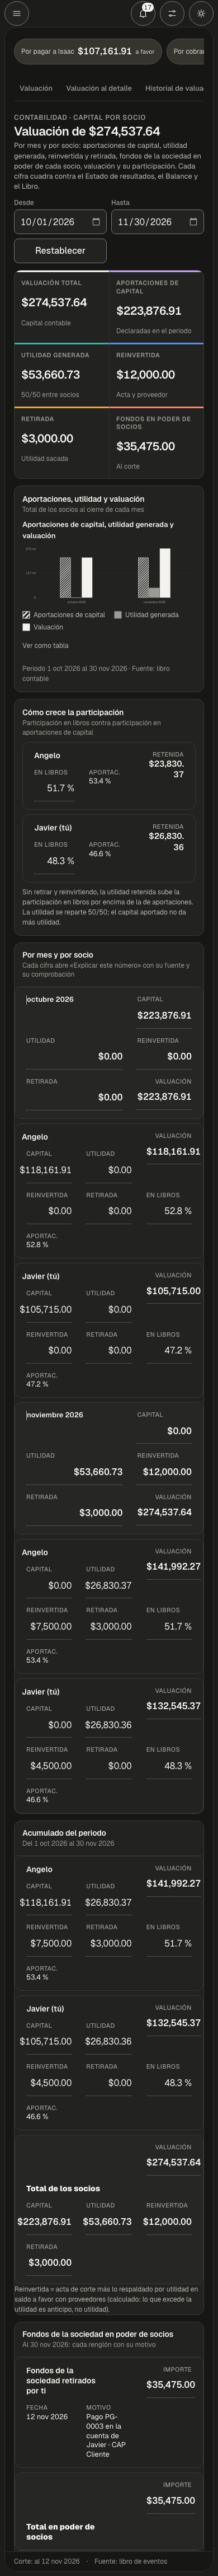 17
Por pagar a Isaac $107,161.91 a favor
Por cobrar
Valuación Valuación al detalle Historial de valuac
CONTABILIDAD · CAPITAL POR SOCIO
Valuación de $274,537.64
Por mes y por socio: aportaciones de capital, utilidad
generada, reinvertida y retirada, fondos de la sociedad en
poder de cada socio, valuación y su participación. Cada
cifra cuadra contra el Estado de resultados, el Balance y
el Libro.
Desde Hasta
10/01/2026 11/30/2026
Restablecer
VALUACIÓN TOTAL
$274,537.64
Capital contable
APORTACIONES DE
CAPITAL
$223,876.91
Declaradas en el periodo
UTILIDAD GENERADA
$53,660.73
50/50 entre socios
REINVERTIDA
$12,000.00
Acta y proveedor
RETIRADA
$3,000.00
Utilidad sacada
FONDOS EN PODER DE
SOCIOS
$35,475.00
Al corte
Aportaciones, utilidad y valuación
Total de los socios al cierre de cada mes
Aportaciones de capital, utilidad generada y
valuación
0
Aportaciones de capital Utilidad generada
Valuación
Ver como tabla
Periodo 1 oct 2026 al 30 nov 2026 · Fuente: libro
contable
Cómo crece la participación
Participación en libros contra participación en
aportaciones de capital
Angelo
EN LIBROS
51.7 %
APORTAC.
53.4 %
RETENIDA
$23,830.
37
Javier (tú)
EN LIBROS
48.3 %
APORTAC.
46.6 %
RETENIDA
$26,830.
36
Sin retirar y reinvirtiendo, la utilidad retenida sube la
participación en libros por encima de la de aportaciones.
La utilidad se reparte 50/50; el capital aportado no da
más utilidad.
Por mes y por socio
Cada cifra abre «Explicar este número» con su fuente y
su comprobación
octubre 2026
CAPITAL
$223,876.91
UTILIDAD
$0.00
REINVERTIDA
$0.00
RETIRADA
$0.00
VALUACIÓN
$223,876.91
Angelo
VALUACIÓN
$118,161.91
CAPITAL
$118,161.91
UTILIDAD
$0.00
REINVERTIDA
$0.00
RETIRADA
$0.00
EN LIBROS
52.8 %
APORTAC.
52.8 %
Javier (tú)
VALUACIÓN
$105,715.00
CAPITAL
$105,715.00
UTILIDAD
$0.00
REINVERTIDA
$0.00
RETIRADA
$0.00
EN LIBROS
47.2 %
APORTAC.
47.2 %
noviembre 2026
CAPITAL
$0.00
UTILIDAD
$53,660.73
REINVERTIDA
$12,000.00
RETIRADA
$3,000.00
VALUACIÓN
$274,537.64
Angelo
VALUACIÓN
$141,992.27
CAPITAL
$0.00
UTILIDAD
$26,830.37
REINVERTIDA
$7,500.00
RETIRADA
$3,000.00
EN LIBROS
51.7 %
APORTAC.
53.4 %
Javier (tú)
VALUACIÓN
$132,545.37
CAPITAL
$0.00
UTILIDAD
$26,830.36
REINVERTIDA
$4,500.00
RETIRADA
$0.00
EN LIBROS
48.3 %
APORTAC.
46.6 %
Acumulado del periodo
Del 1 oct 2026 al 30 nov 2026
Angelo
VALUACIÓN
$141,992.27
CAPITAL
$118,161.91
UTILIDAD
$26,830.37
REINVERTIDA
$7,500.00
RETIRADA
$3,000.00
EN LIBROS
51.7 %
APORTAC.
53.4 %
Javier (tú)
VALUACIÓN
$132,545.37
CAPITAL
$105,715.00
UTILIDAD
$26,830.36
REINVERTIDA
$4,500.00
RETIRADA
$0.00
EN LIBROS
48.3 %
APORTAC.
46.6 %
VALUACIÓN
$274,537.64
Total de los socios
CAPITAL
$223,876.91
UTILIDAD
$53,660.73
REINVERTIDA
$12,000.00
RETIRADA
$3,000.00
Reinvertida = acta de corte más lo respaldado por utilidad en
saldo a favor con proveedores (calculado: lo que excede la
utilidad es anticipo, no utilidad).
Fondos de la sociedad en poder de socios
Al 30 nov 2026: cada renglón con su motivo
Fondos de la
sociedad retirados
por ti
IMPORTE
$35,475.00
FECHA
12 nov 2026
MOTIVO
Pago PG-
0003 en la
cuenta de
Javier · CAP
Cliente
IMPORTE
$35,475.00
Total en poder de
socios
Corte: al 12 nov 2026 · Fuente: libro de eventos